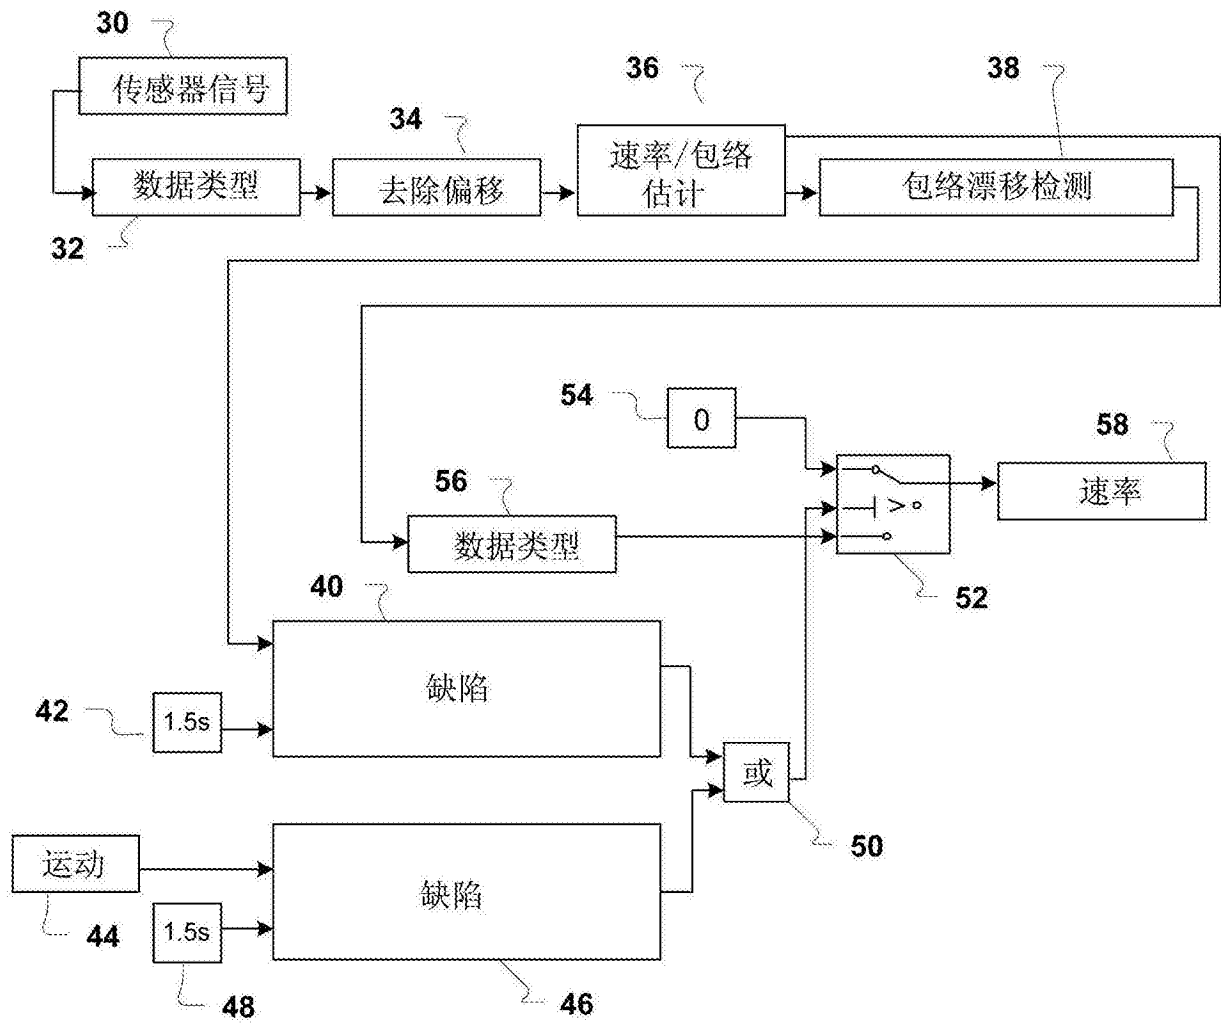 30
传感器信号
36
38
34
速率/包络
估计
数据类型
去除偏移
包络漂移检测
32
54
0
58
56
速率
>
数据类型
52
40
缺陷
42
1.5s
或
50
运动
缺陷
44
1.5s
48
46